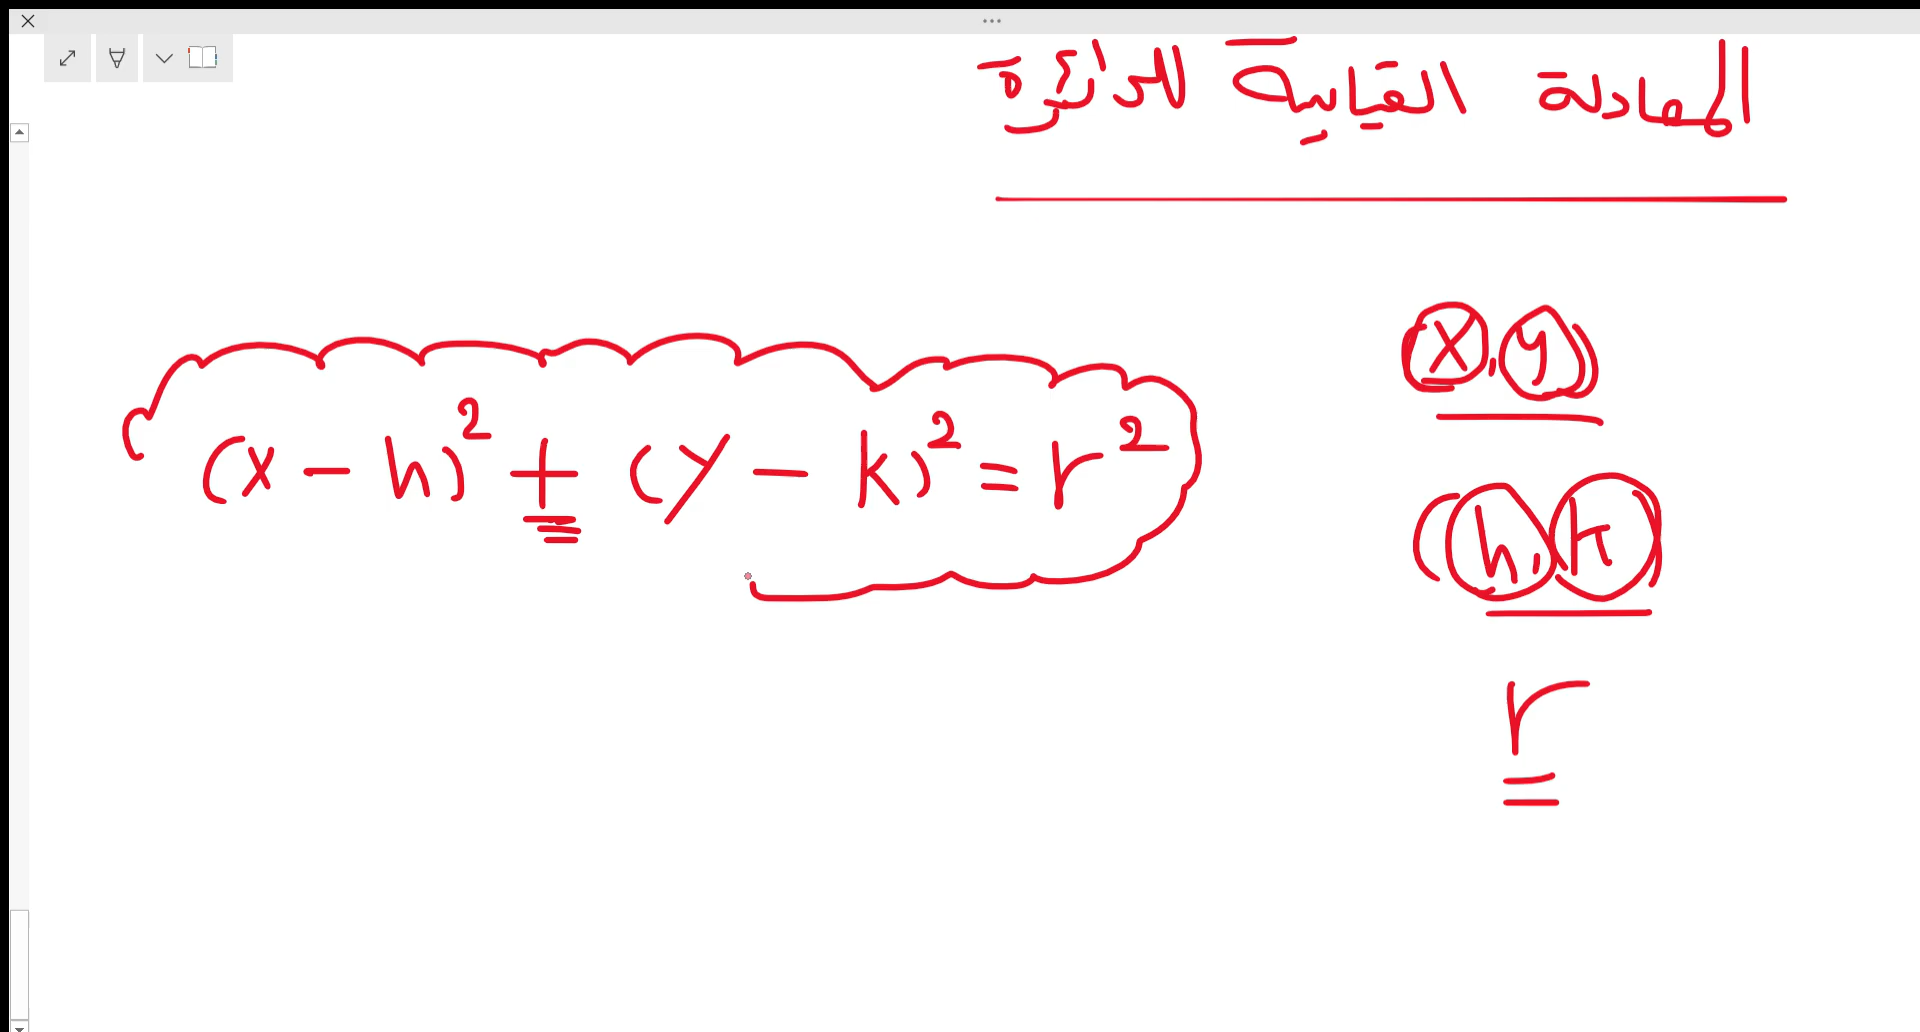 المعادلة القياسية للدائرة
(x - h)² + (y - k)² = r²
(x, y)
(h, k)
r